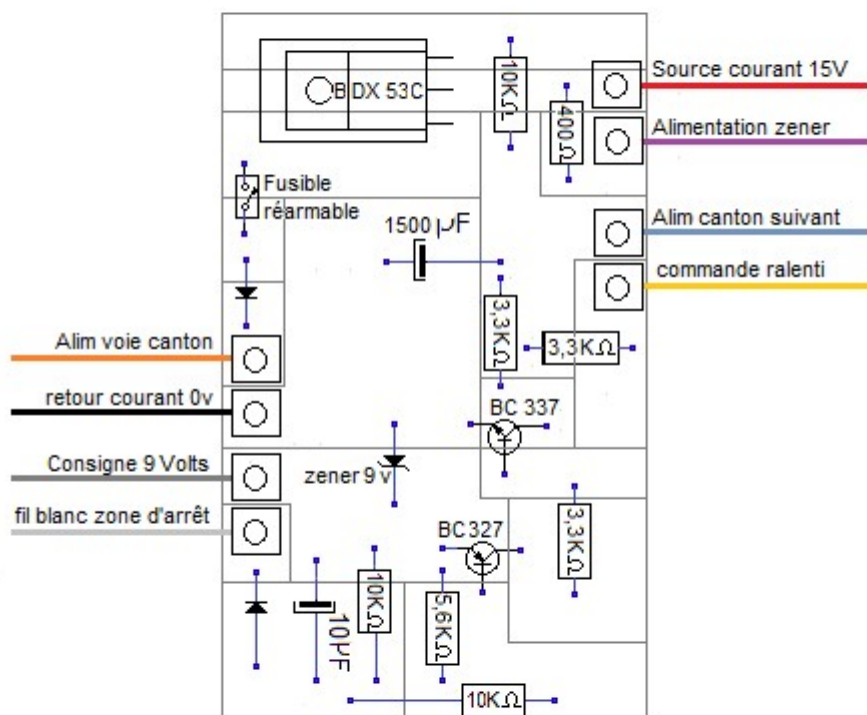 BDX 53C
10KΩ
400Ω
Source courant 15V
Alimentation zener
Fusible
réarmable
1500 µF
Alim canton suivant
commande ralenti
3,3KΩ
3,3KΩ
Alim voie canton
retour courant 0v
BC 337
Consigne 9 Volts
zener 9 v
fil blanc zone d'arrêt
BC327
3,3KΩ
10µF
10KΩ
5,6KΩ
10KΩ